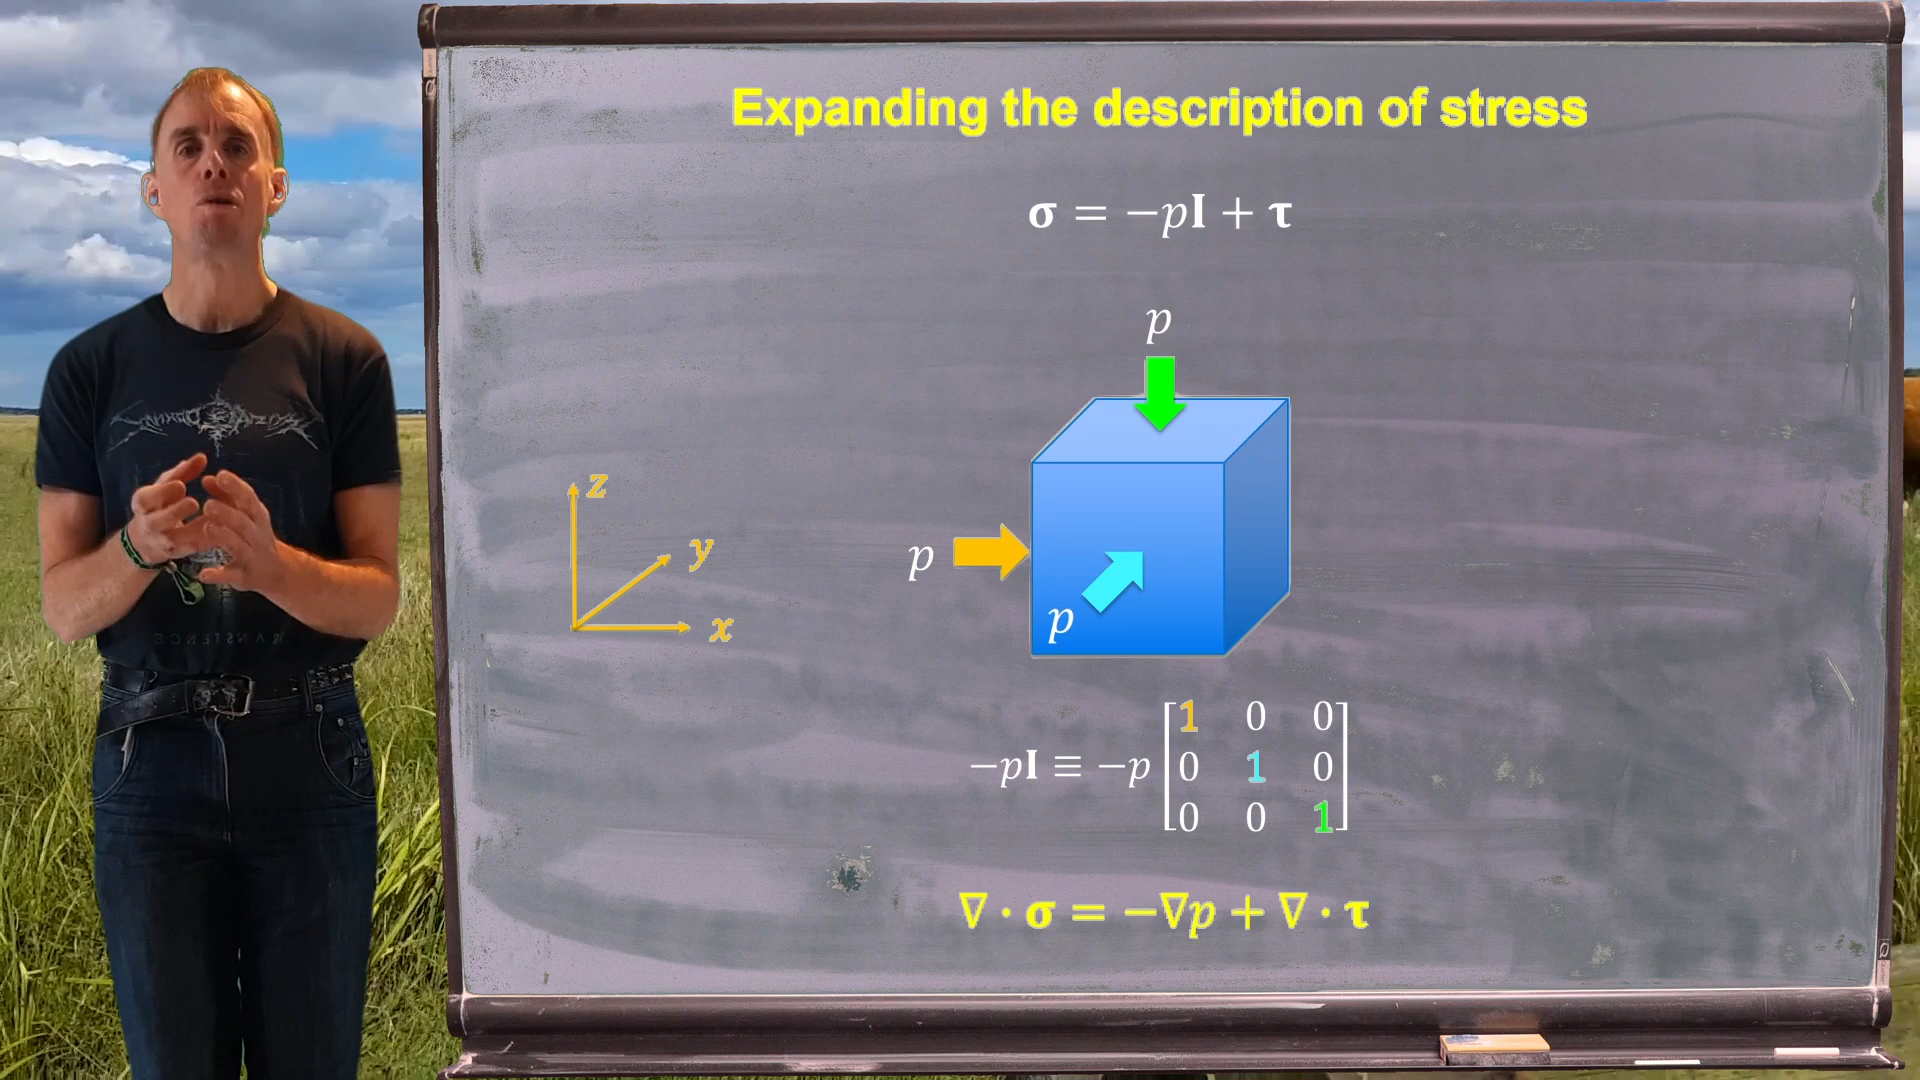 Expanding the description of stress
σ = −pI + τ
p
z
y
x
p
p
−pI ≡ −p [1 0 0
0 1 0
0 0 1]
∇ · σ = −∇p + ∇ · τ